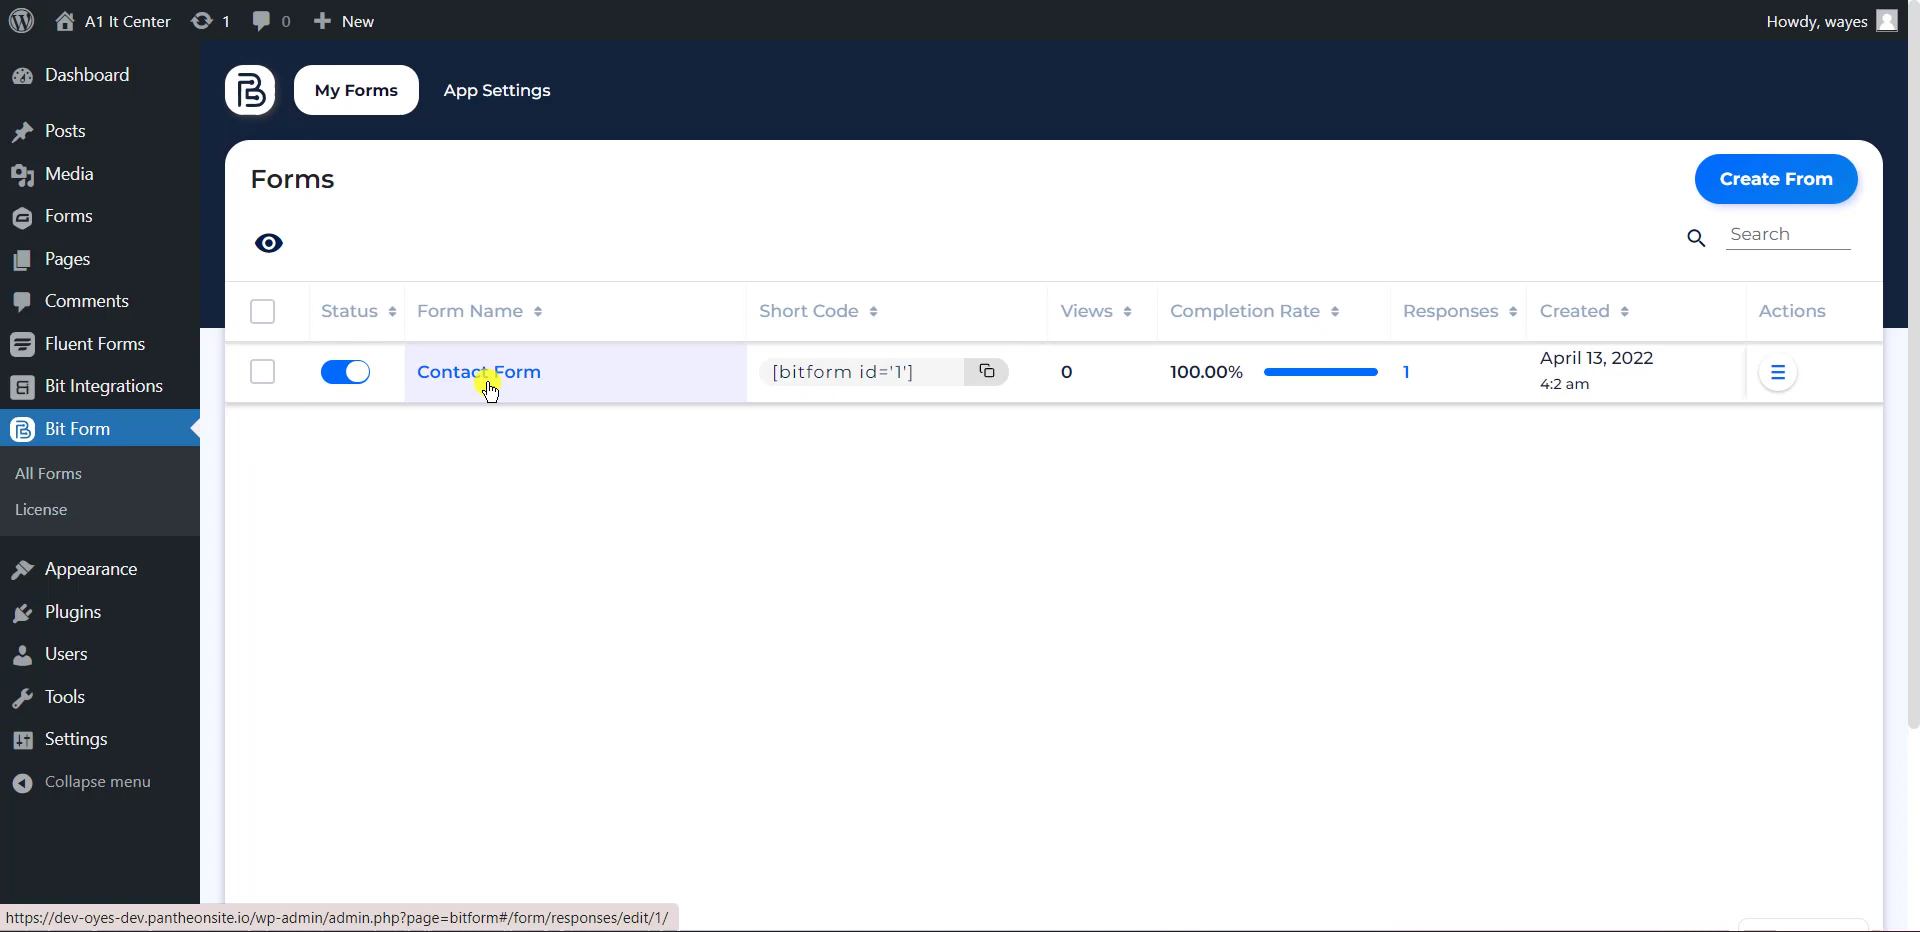 A1 It Center 1 0 New Howdy, wayes
Dashboard
Posts
Media
Forms
Pages
Comments
Fluent Forms
Bit Integrations
Bit Form
All Forms
License
Appearance
Plugins
Users
Tools
Settings
Collapse menu
My Forms App Settings
Forms Create From
Search
Status Form Name Short Code Views Completion Rate Responses Created Actions
Contact Form [bitform id='1'] 0 100.00% 1 April 13, 2022
4:2 am
https://dev-oyes-dev.pantheonsite.io/wp-admin/admin.php?page=bitform#/form/responses/edit/1/